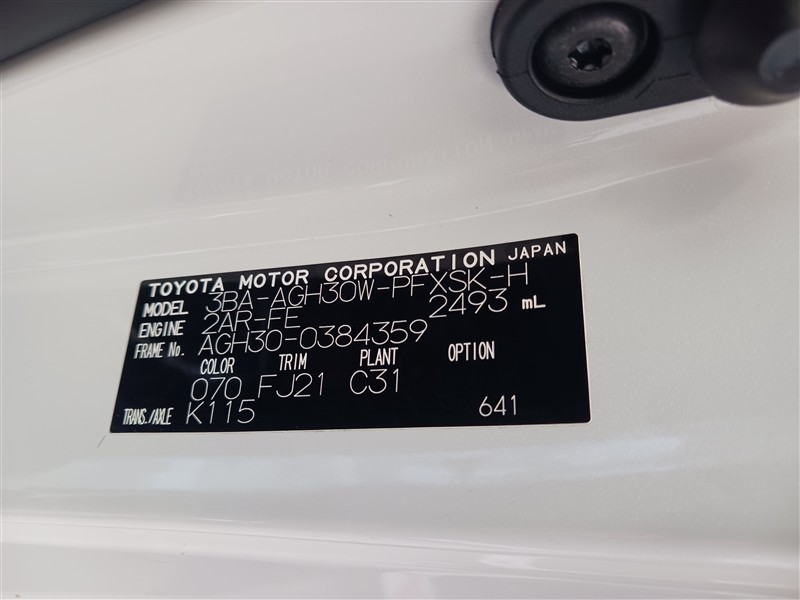 TOYOTA MOTOR CORPORATION JAPAN
MODEL 3BA-AGH30W-PFXSK-H
ENGINE 2AR-FE 2493 mL
FRAME No. AGH30-0384359
COLOR TRIM PLANT OPTION
070 FJ21 C31
TRANS./AXLE K115 641